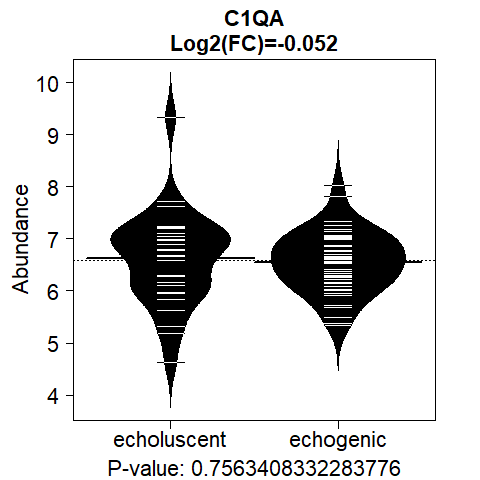 C1QA
Log2(FC)=-0.052
Abundance
10
9
8
7
6
5
4
echoluscent echogenic
P-value: 0.7563408332283776